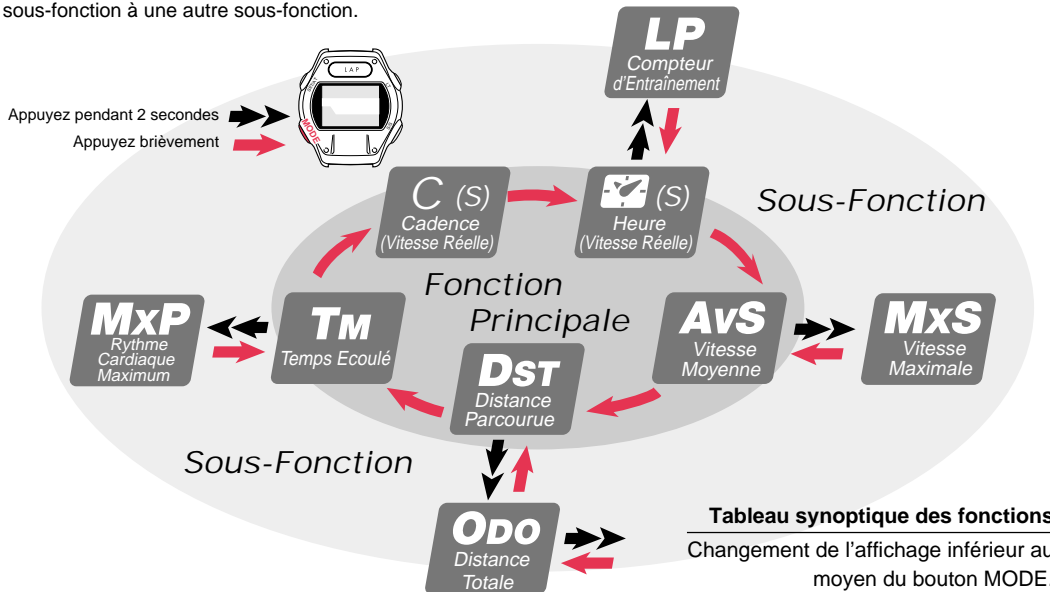 sous-fonction à une autre sous-fonction.
LAP
MODE
Appuyez pendant 2 secondes
Appuyez brièvement
LP
Compteur
d'Entraînement
C (S)
Cadence
(Vitesse Réelle)
(S)
Heure
(Vitesse Réelle)
Sous-Fonction
Fonction
Principale
MXP
Rythme
Cardiaque
Maximum
TM
Temps Ecoulé
AVS
Vitesse
Moyenne
MXS
Vitesse
Maximale
DST
Distance
Parcourue
Sous-Fonction
ODO
Distance
Totale
Tableau synoptique des fonctions
Changement de l'affichage inférieur au
moyen du bouton MODE.